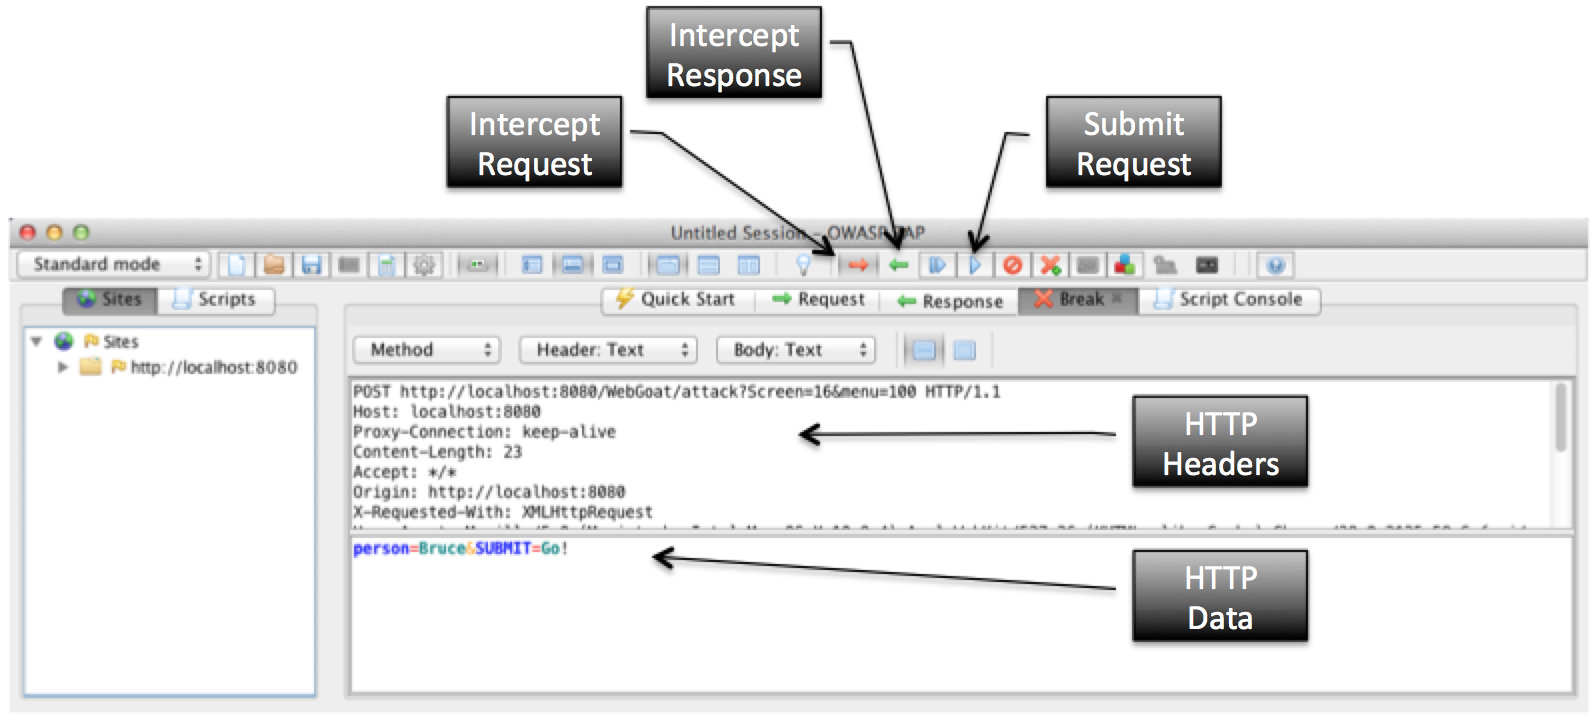 Intercept
Response
Intercept
Request
Submit
Request
Untitled Session - OWASP ZAP
Standard mode
Sites
Scripts
Quick Start
Request
Response
Break
Script Console
Sites
http://localhost:8080
Method
Header: Text
Body: Text
POST http://localhost:8080/WebGoat/attack?Screen=16&menu=100 HTTP/1.1
Host: localhost:8080
Proxy-Connection: keep-alive
Content-Length: 23
Accept: */*
Origin: http://localhost:8080
X-Requested-With: XMLHttpRequest
person=Bruce&SUBMIT=Go!
HTTP
Headers
HTTP
Data